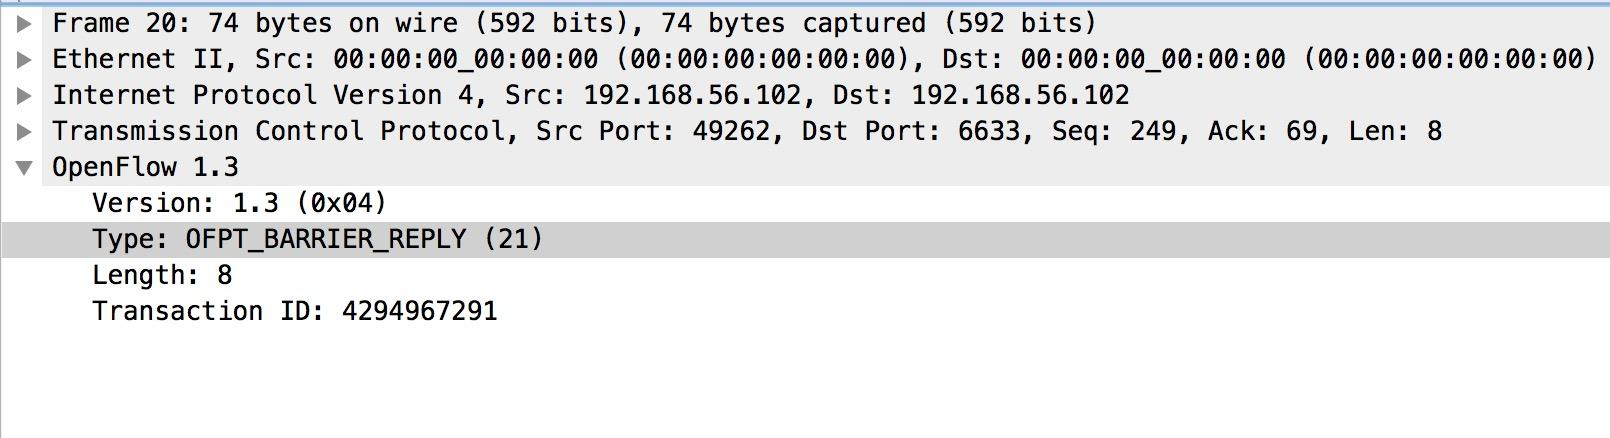 Frame 20: 74 bytes on wire (592 bits), 74 bytes captured (592 bits)
Ethernet II, Src: 00:00:00_00:00:00 (00:00:00:00:00:00), Dst: 00:00:00_00:00:00 (00:00:00:00:00:00)
Internet Protocol Version 4, Src: 192.168.56.102, Dst: 192.168.56.102
Transmission Control Protocol, Src Port: 49262, Dst Port: 6633, Seq: 249, Ack: 69, Len: 8
OpenFlow 1.3
Version: 1.3 (0x04)
Type: OFPT_BARRIER_REPLY (21)
Length: 8
Transaction ID: 4294967291